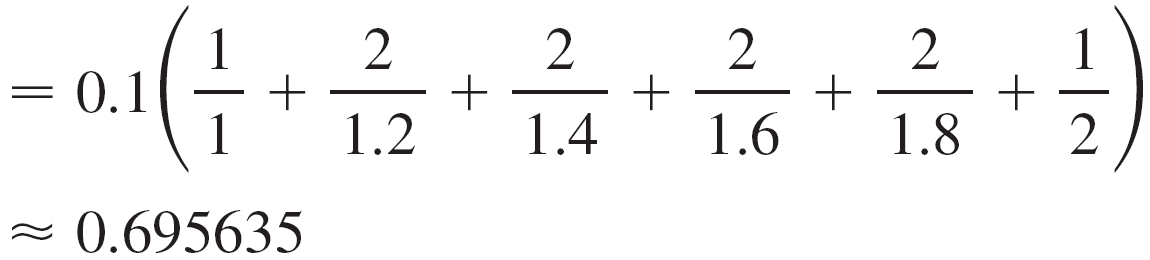 = 0.1(1/1 + 2/1.2 + 2/1.4 + 2/1.6 + 2/1.8 + 1/2)
≈ 0.695635